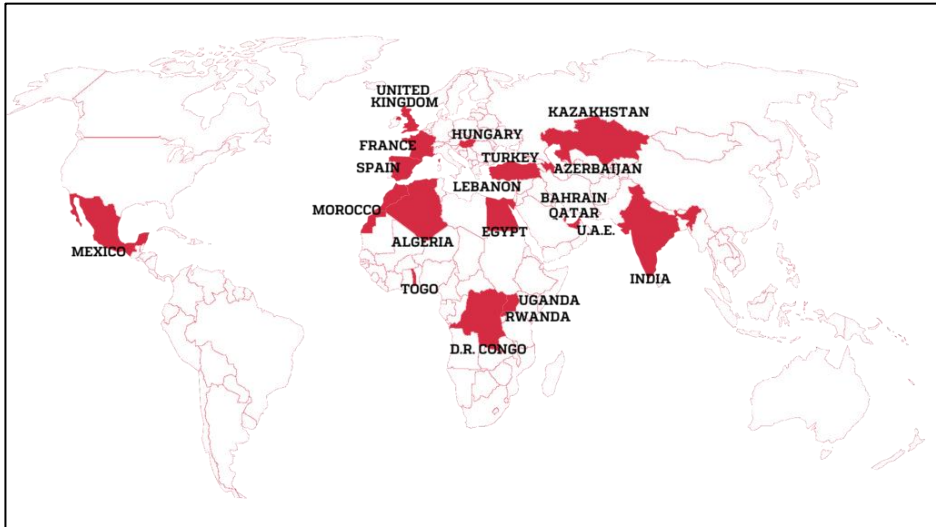 UNITED
KINGDOM
KAZAKHSTAN
HUNGARY
FRANCE
TURKEY
SPAIN
AZERBAIJAN
LEBANON
BAHRAIN
MOROCCO
QATAR
U.A.E.
EGYPT
ALGERIA
MEXICO
INDIA
TOGO
UGANDA
RWANDA
D.R. CONGO